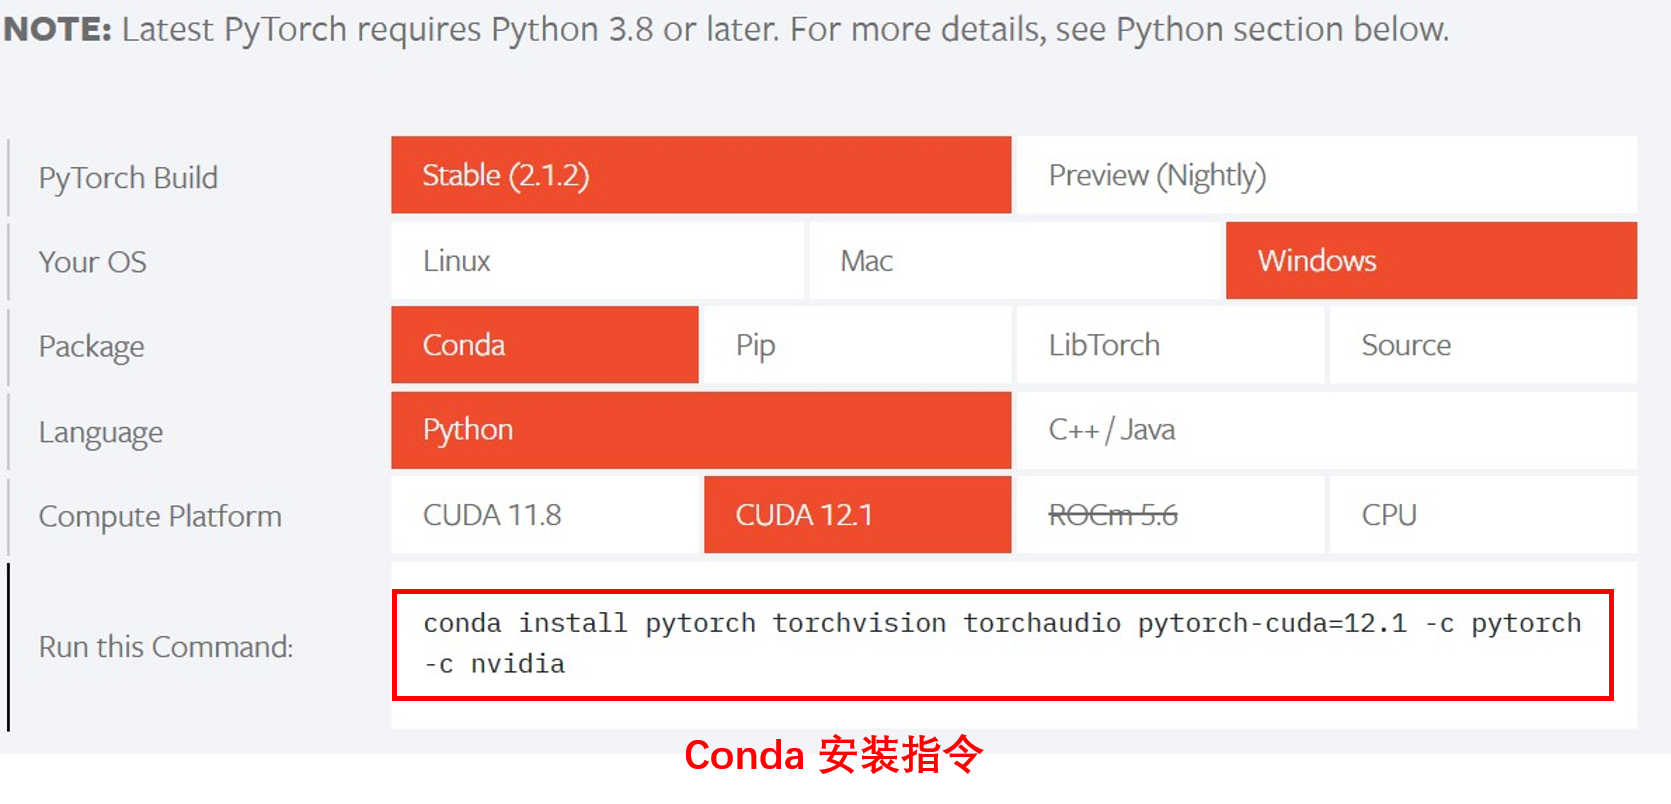 NOTE: Latest PyTorch requires Python 3.8 or later. For more details, see Python section below.
PyTorch Build
Stable (2.1.2)
Preview (Nightly)
Your OS
Linux
Mac
Windows
Package
Conda
Pip
LibTorch
Source
Language
Python
C++ / Java
Compute Platform
CUDA 11.8
CUDA 12.1
ROCm 5.6
CPU
Run this Command:
conda install pytorch torchvision torchaudio pytorch-cuda=12.1 -c pytorch
-c nvidia
Conda 安装指令